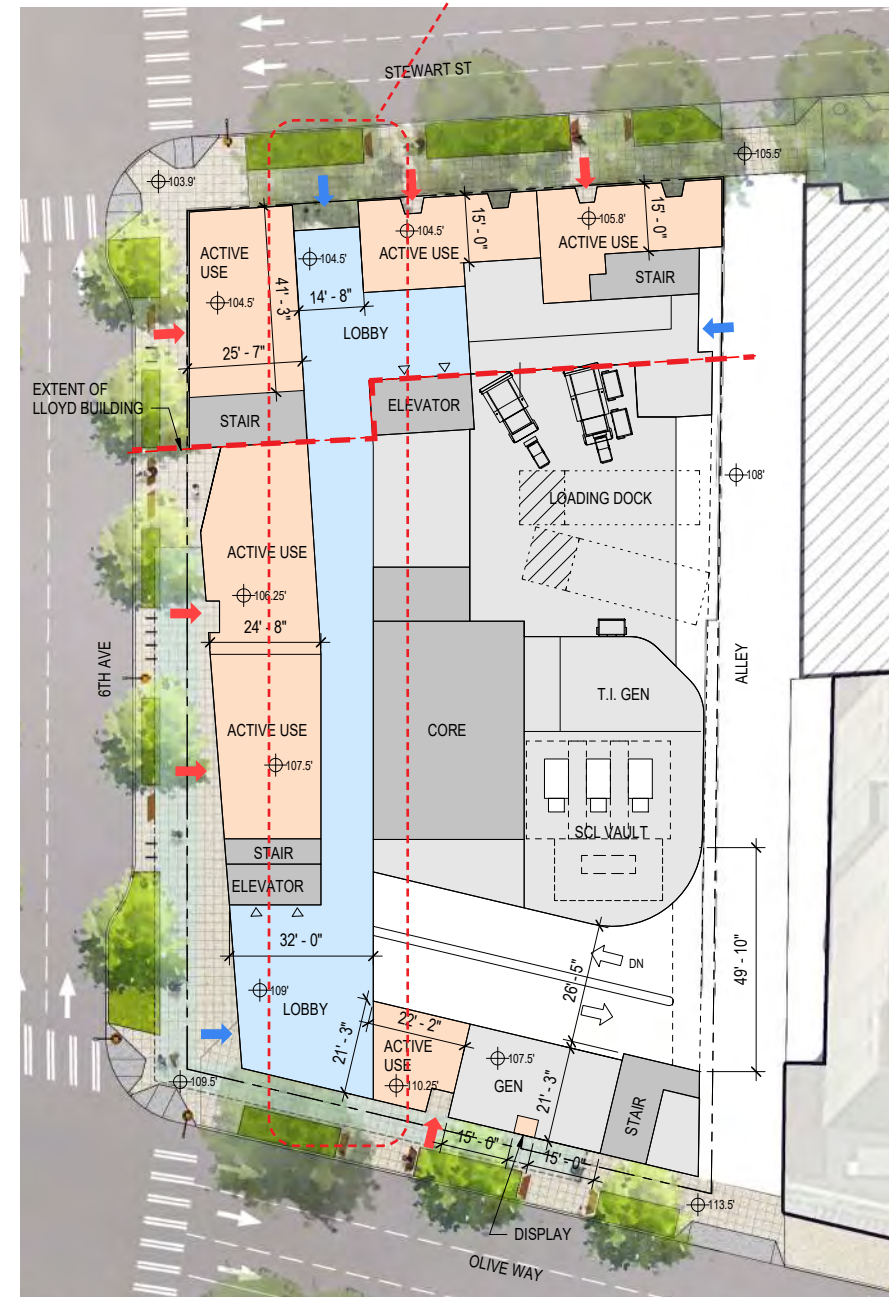 STEWART ST
105.5'
103.9'
105.8'
104.5'
15' - 0"
15' - 0"
ACTIVE
USE
ACTIVE USE
ACTIVE USE
104.5'
STAIR
104.5'
41' - 3"
14' - 8"
LOBBY
25' - 7"
EXTENT OF
LLOYD BUILDING
ELEVATOR
STAIR
108'
LOADING DOCK
ACTIVE USE
106.25'
24' - 8"
6TH AVE
ALLEY
T.I. GEN
ACTIVE USE
CORE
107.5'
SCL VAULT
STAIR
ELEVATOR
32' - 0"
26' - 5"
DN
49' - 10"
109'
LOBBY
22' - 2"
21' - 3"
ACTIVE
USE
107.5'
GEN
110.25'
109.5'
21' - 3"
STAIR
15' - 0"
15' - 0"
113.5'
DISPLAY
OLIVE WAY